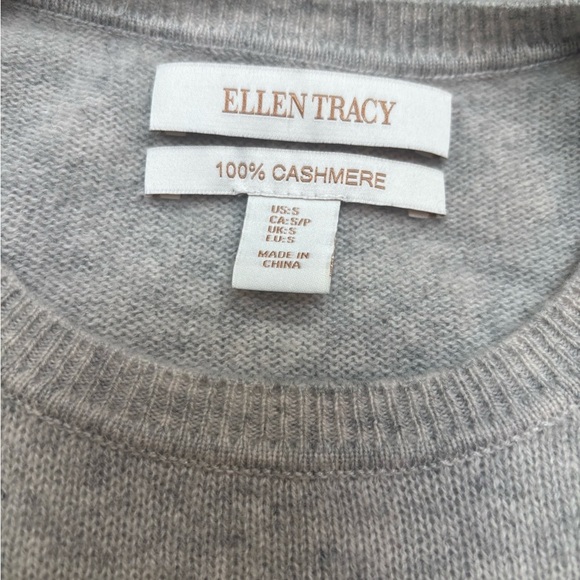 ELLEN TRACY
100% CASHMERE
US:S
CA:S/P
UK:S
EU:S
MADE IN
CHINA